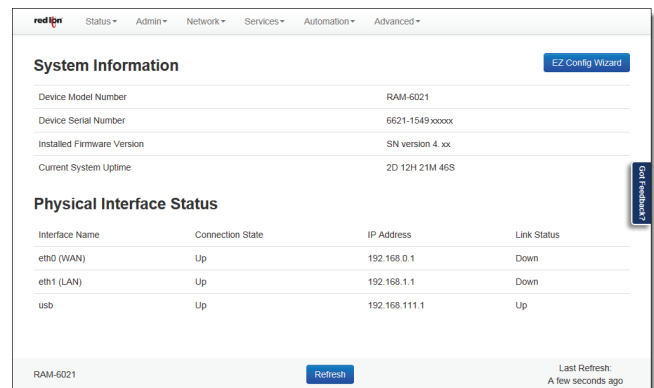 red lion Status Admin Network Services Automation Advanced
System Information
EZ Config Wizard
Device Model Number RAM-6021
Device Serial Number 6621-1549 xxxxx
Installed Firmware Version SN version 4. xx
Current System Uptime 2D 12H 21M 46S
Got Feedback?
Physical Interface Status
Interface Name Connection State IP Address Link Status
eth0 (WAN) Up 192.168.0.1 Down
eth1 (LAN) Up 192.168.1.1 Down
usb Up 192.168.111.1 Up
RAM-6021
Refresh
Last Refresh:
A few seconds ago